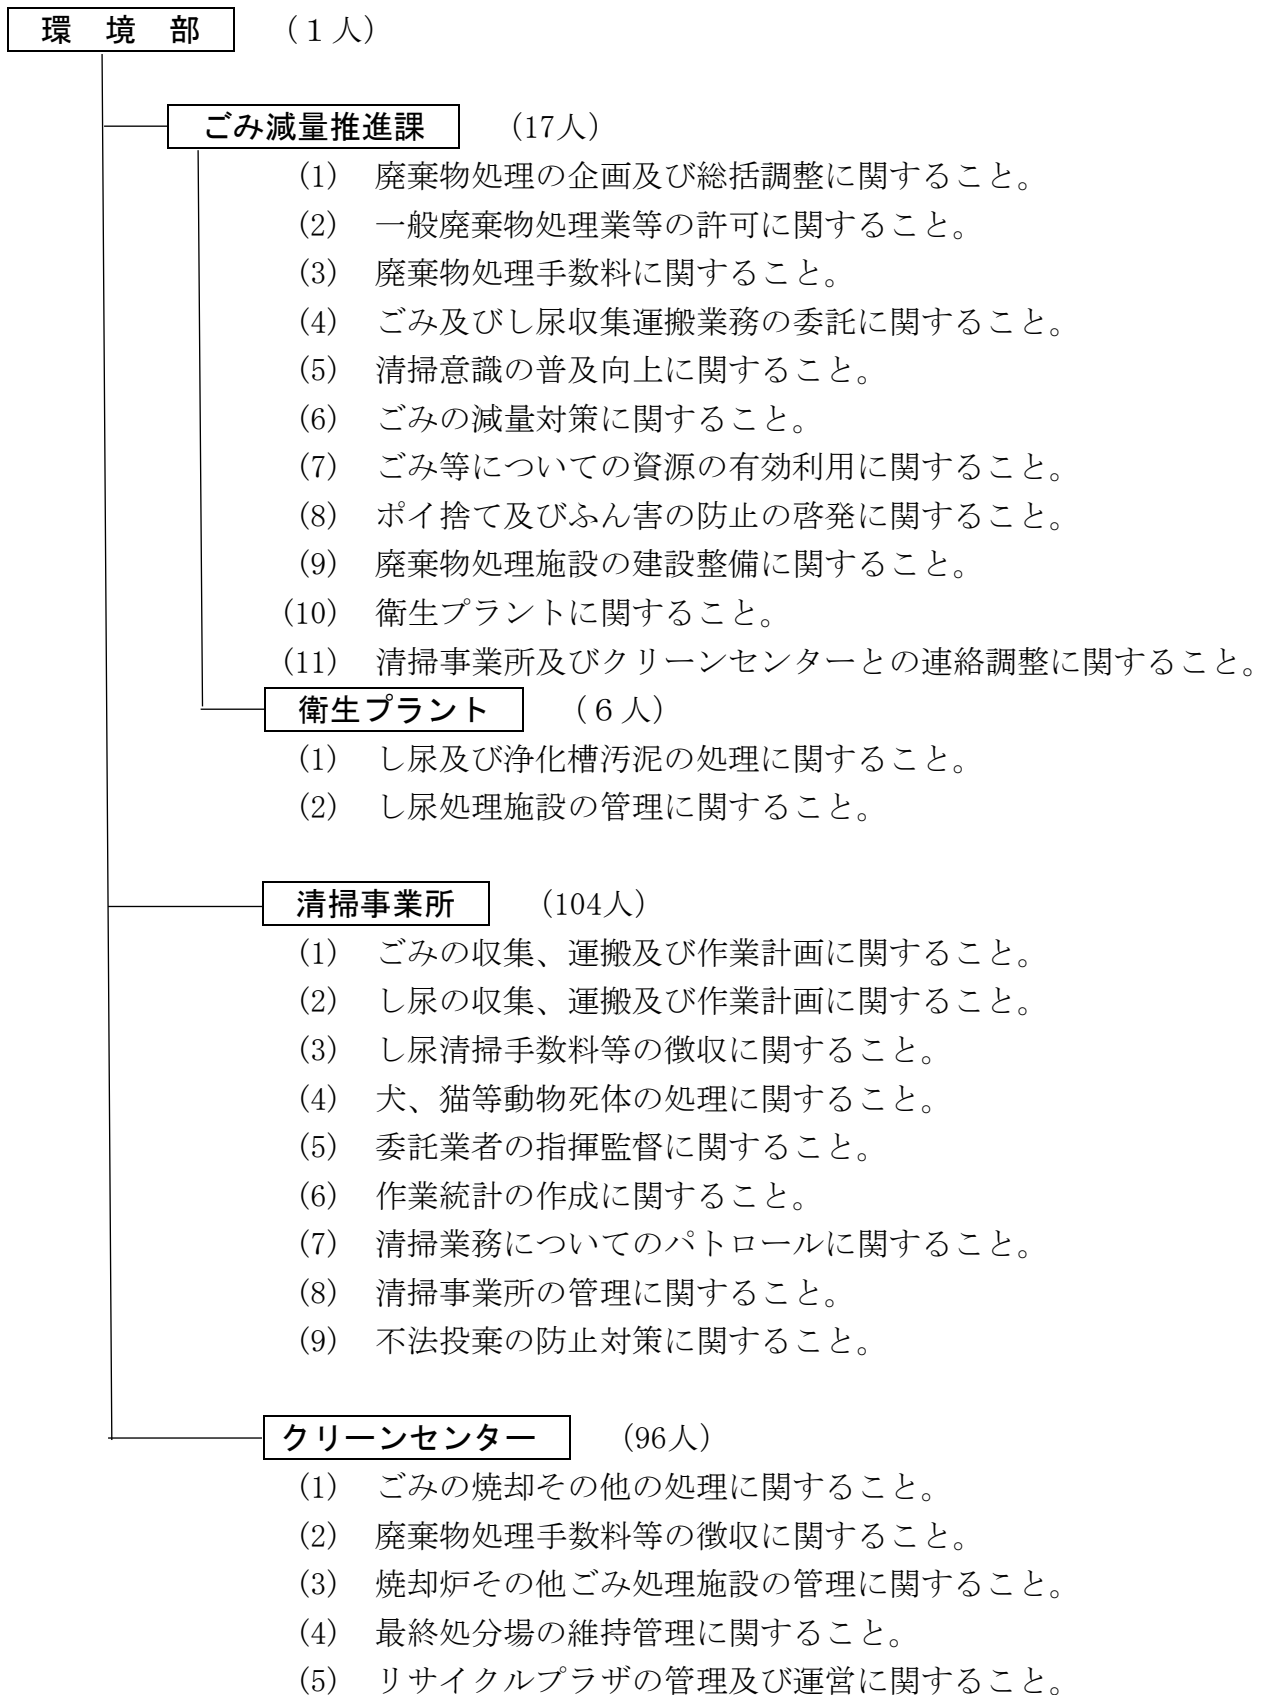 環　境　部　（１人）
ごみ減量推進課　（17人）
(1)　廃棄物処理の企画及び総括調整に関すること。
(2)　一般廃棄物処理業等の許可に関すること。
(3)　廃棄物処理手数料に関すること。
(4)　ごみ及びし尿収集運搬業務の委託に関すること。
(5)　清掃意識の普及向上に関すること。
(6)　ごみの減量対策に関すること。
(7)　ごみ等についての資源の有効利用に関すること。
(8)　ポイ捨て及びふん害の防止の啓発に関すること。
(9)　廃棄物処理施設の建設整備に関すること。
(10)　衛生プラントに関すること。
(11)　清掃事業所及びクリーンセンターとの連絡調整に関すること。
衛生プラント　（６人）
(1)　し尿及び浄化槽汚泥の処理に関すること。
(2)　し尿処理施設の管理に関すること。
清掃事業所　（104人）
(1)　ごみの収集、運搬及び作業計画に関すること。
(2)　し尿の収集、運搬及び作業計画に関すること。
(3)　し尿清掃手数料等の徴収に関すること。
(4)　犬、猫等動物死体の処理に関すること。
(5)　委託業者の指揮監督に関すること。
(6)　作業統計の作成に関すること。
(7)　清掃業務についてのパトロールに関すること。
(8)　清掃事業所の管理に関すること。
(9)　不法投棄の防止対策に関すること。
クリーンセンター　（96人）
(1)　ごみの焼却その他の処理に関すること。
(2)　廃棄物処理手数料等の徴収に関すること。
(3)　焼却炉その他ごみ処理施設の管理に関すること。
(4)　最終処分場の維持管理に関すること。
(5)　リサイクルプラザの管理及び運営に関すること。